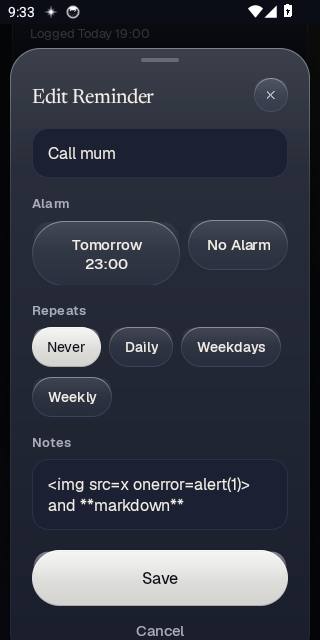 9:33
Logged Today 19:00
Edit Reminder
Call mum
Alarm
Tomorrow
23:00
No Alarm
Repeats
Never
Daily
Weekdays
Weekly
Notes
<img src=x onerror=alert(1)>
and **markdown**
Save
Cancel